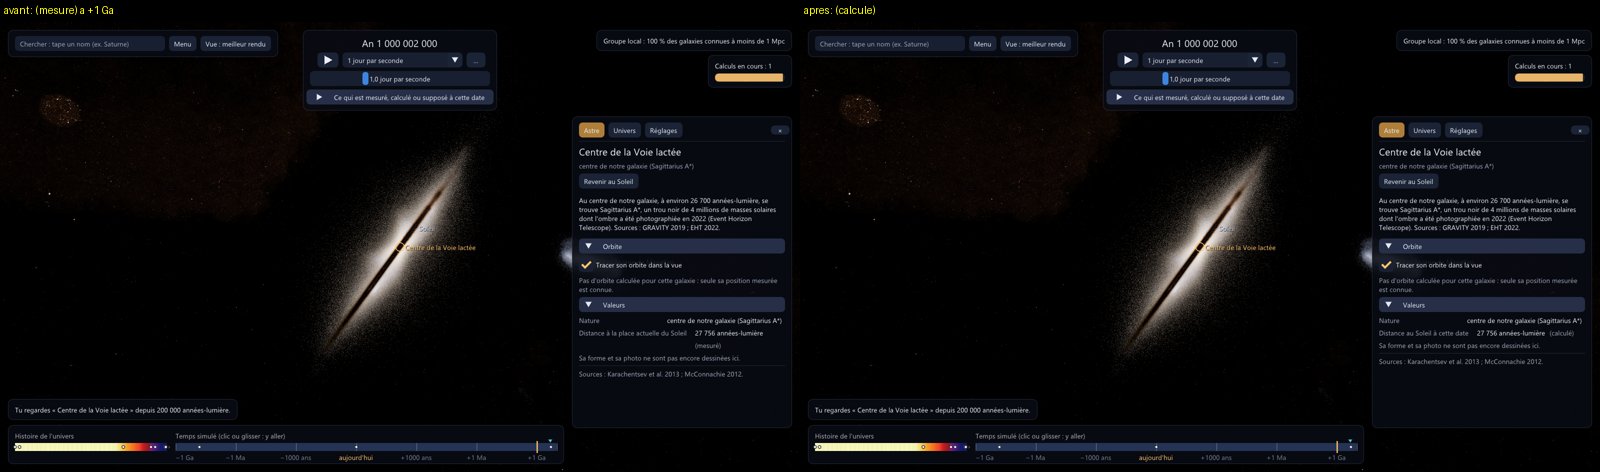 avant: (mesure) a +1 Ga
Chercher : tape un nom (ex. Saturne)
Menu
Vue : meilleur rendu
An 1 000 002 000
1 jour par seconde
...
1,0 jour par seconde
Ce qui est mesuré, calculé ou supposé à cette date
Groupe local : 100 % des galaxies connues à moins de 1 Mpc
Calculs en cours : 1
Astre
Univers
Réglages
×
Centre de la Voie lactée
centre de notre galaxie (Sagittarius A*)
Revenir au Soleil
Au centre de notre galaxie, à environ 26 700 années-lumière, se
trouve Sagittarius A*, un trou noir de 4 millions de masses solaires
dont l'ombre a été photographiée en 2022 (Event Horizon
Telescope). Sources : GRAVITY 2019 ; EHT 2022.
Orbite
Tracer son orbite dans la vue
Pas d'orbite calculée pour cette galaxie : seule sa position mesurée
est connue.
Valeurs
Nature centre de notre galaxie (Sagittarius A*)
Distance à la place actuelle du Soleil 27 756 années-lumière
(mesuré)
Sa forme et sa photo ne sont pas encore dessinées ici.
Sources : Karachentsev et al. 2013 ; McConnachie 2012.
Soleil
Centre de la Voie lactée
Tu regardes « Centre de la Voie lactée » depuis 200 000 années-lumière.
Histoire de l'univers
Temps simulé (clic ou glisser : y aller)
−1 Ga
−1 Ma
−1000 ans
aujourd'hui
+1000 ans
+1 Ma
+1 Ga
apres: (calcule)
Chercher : tape un nom (ex. Saturne)
Menu
Vue : meilleur rendu
An 1 000 002 000
1 jour par seconde
...
1,0 jour par seconde
Ce qui est mesuré, calculé ou supposé à cette date
Groupe local : 100 % des galaxies connues à moins de 1 Mpc
Calculs en cours : 1
Astre
Univers
Réglages
×
Centre de la Voie lactée
centre de notre galaxie (Sagittarius A*)
Revenir au Soleil
Au centre de notre galaxie, à environ 26 700 années-lumière, se
trouve Sagittarius A*, un trou noir de 4 millions de masses solaires
dont l'ombre a été photographiée en 2022 (Event Horizon
Telescope). Sources : GRAVITY 2019 ; EHT 2022.
Orbite
Tracer son orbite dans la vue
Pas d'orbite calculée pour cette galaxie : seule sa position mesurée
est connue.
Valeurs
Nature centre de notre galaxie (Sagittarius A*)
Distance au Soleil à cette date 27 756 années-lumière (calculé)
Sa forme et sa photo ne sont pas encore dessinées ici.
Sources : Karachentsev et al. 2013 ; McConnachie 2012.
Soleil
Centre de la Voie lactée
Tu regardes « Centre de la Voie lactée » depuis 200 000 années-lumière.
Histoire de l'univers
Temps simulé (clic ou glisser : y aller)
−1 Ga
−1 Ma
−1000 ans
aujourd'hui
+1000 ans
+1 Ma
+1 Ga